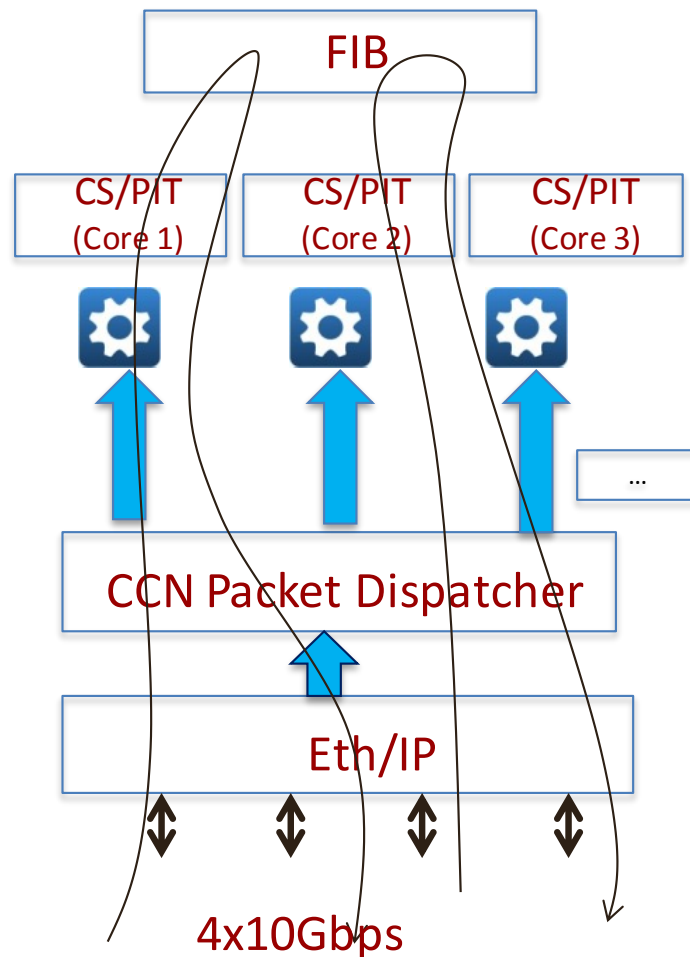 FIB
CS/PIT
(Core 1)
CS/PIT
(Core 2)
CS/PIT
(Core 3)
...
CCN Packet Dispatcher
Eth/IP
4x10Gbps